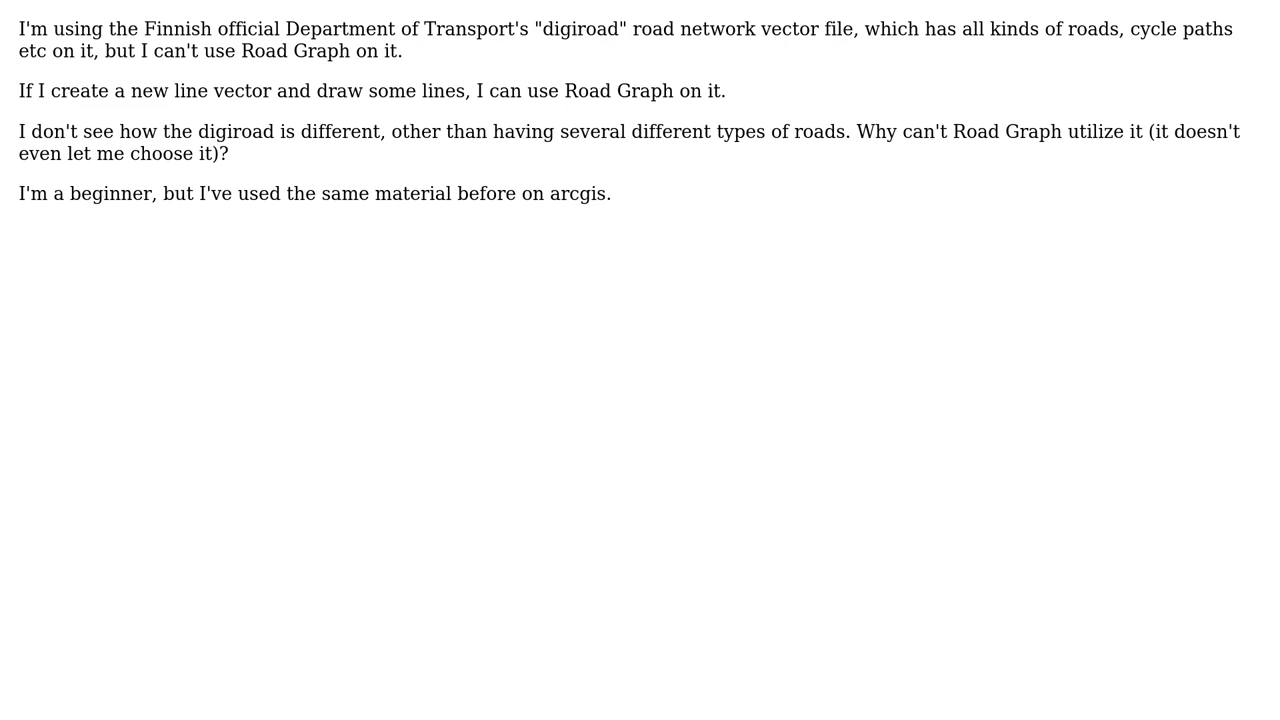 I'm using the Finnish official Department of Transport's "digiroad" road network vector file, which has all kinds of roads, cycle paths
etc on it, but I can't use Road Graph on it.
If I create a new line vector and draw some lines, I can use Road Graph on it.
I don't see how the digiroad is different, other than having several different types of roads. Why can't Road Graph utilize it (it doesn't
even let me choose it)?
I'm a beginner, but I've used the same material before on arcgis.